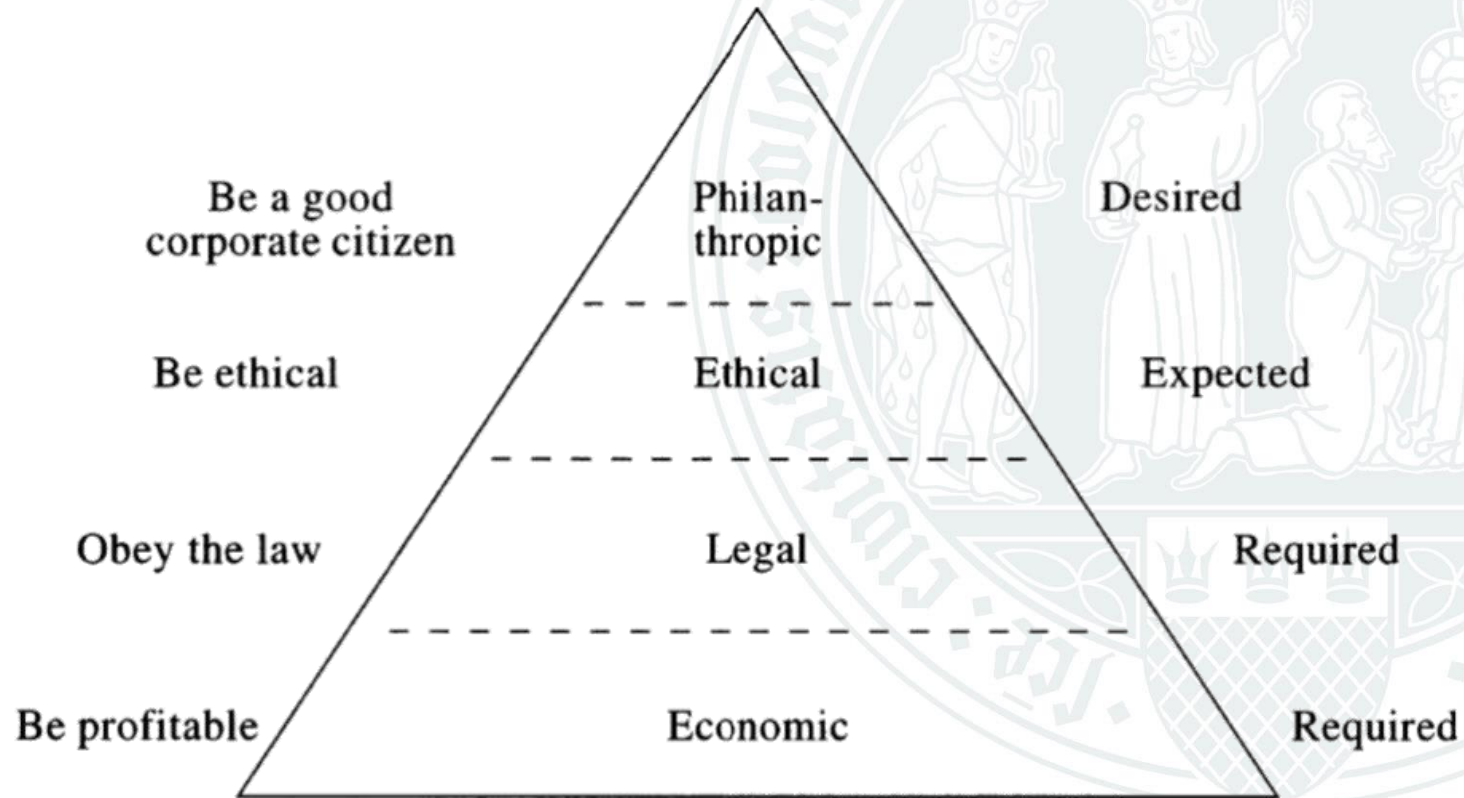 Be a good
corporate citizen
Philan-
thropic
Desired
Be ethical
Ethical
Expected
Obey the law
Legal
Required
Be profitable
Economic
Required